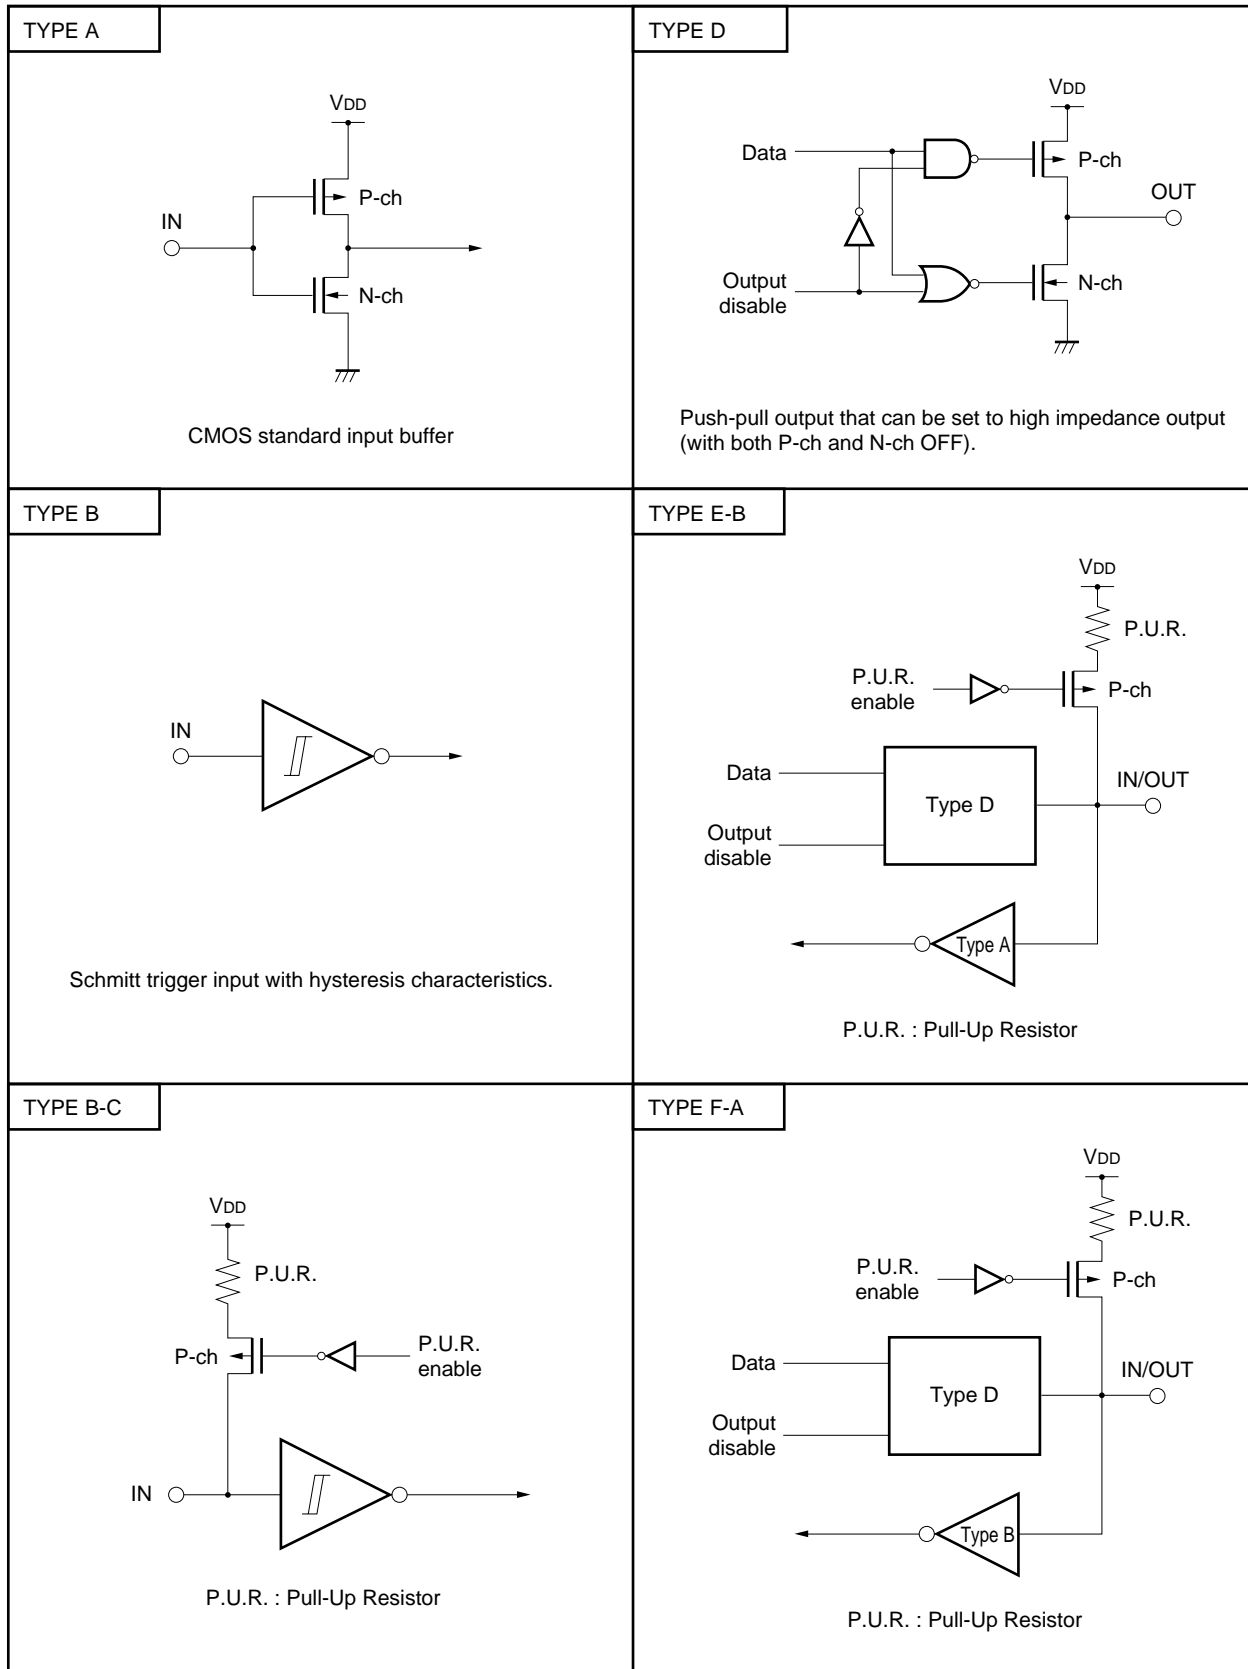 TYPE A
VDD
P-ch
IN
N-ch
CMOS standard input buffer
TYPE D
VDD
Data
P-ch
OUT
Output
disable
N-ch
Push-pull output that can be set to high impedance output
(with both P-ch and N-ch OFF).
TYPE B
IN
Schmitt trigger input with hysteresis characteristics.
TYPE E-B
VDD
P.U.R.
P.U.R.
enable
P-ch
Data
Type D
IN/OUT
Output
disable
Type A
P.U.R. : Pull-Up Resistor
TYPE B-C
VDD
P.U.R.
P-ch
P.U.R.
enable
IN
P.U.R. : Pull-Up Resistor
TYPE F-A
VDD
P.U.R.
P.U.R.
enable
P-ch
Data
Type D
IN/OUT
Output
disable
Type B
P.U.R. : Pull-Up Resistor